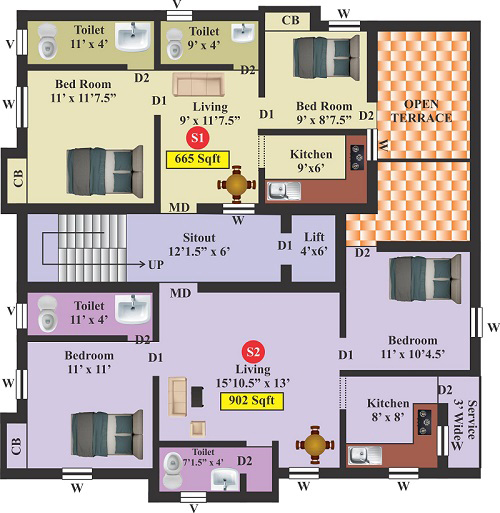 V
W
Toilet
11' x 4'
Toilet
9' x 4'
CB
V
D2
D2
Bed Room
11' x 11'7.5"
D1
Living
9' x 11'7.5"
D1
Bed Room
9' x 8'7.5"
D2
OPEN
TERRACE
W
S1
665 Sqft
Kitchen
9'x6'
W
CB
MD
W
Sitout
12'1.5" x 6'
D1
Lift
4'x6'
UP
D2
MD
V
Toilet
11' x 4'
D2
W
Bedroom
11' x 11'
D1
S2
Living
15'10.5" x 13'
902 Sqft
D1
Bedroom
11' x 10'4.5'
W
D2
Kitchen
8' x 8'
Service
3' Wide
W
CB
Toilet
7'1.5" x 4'
D2
W
W
W
V